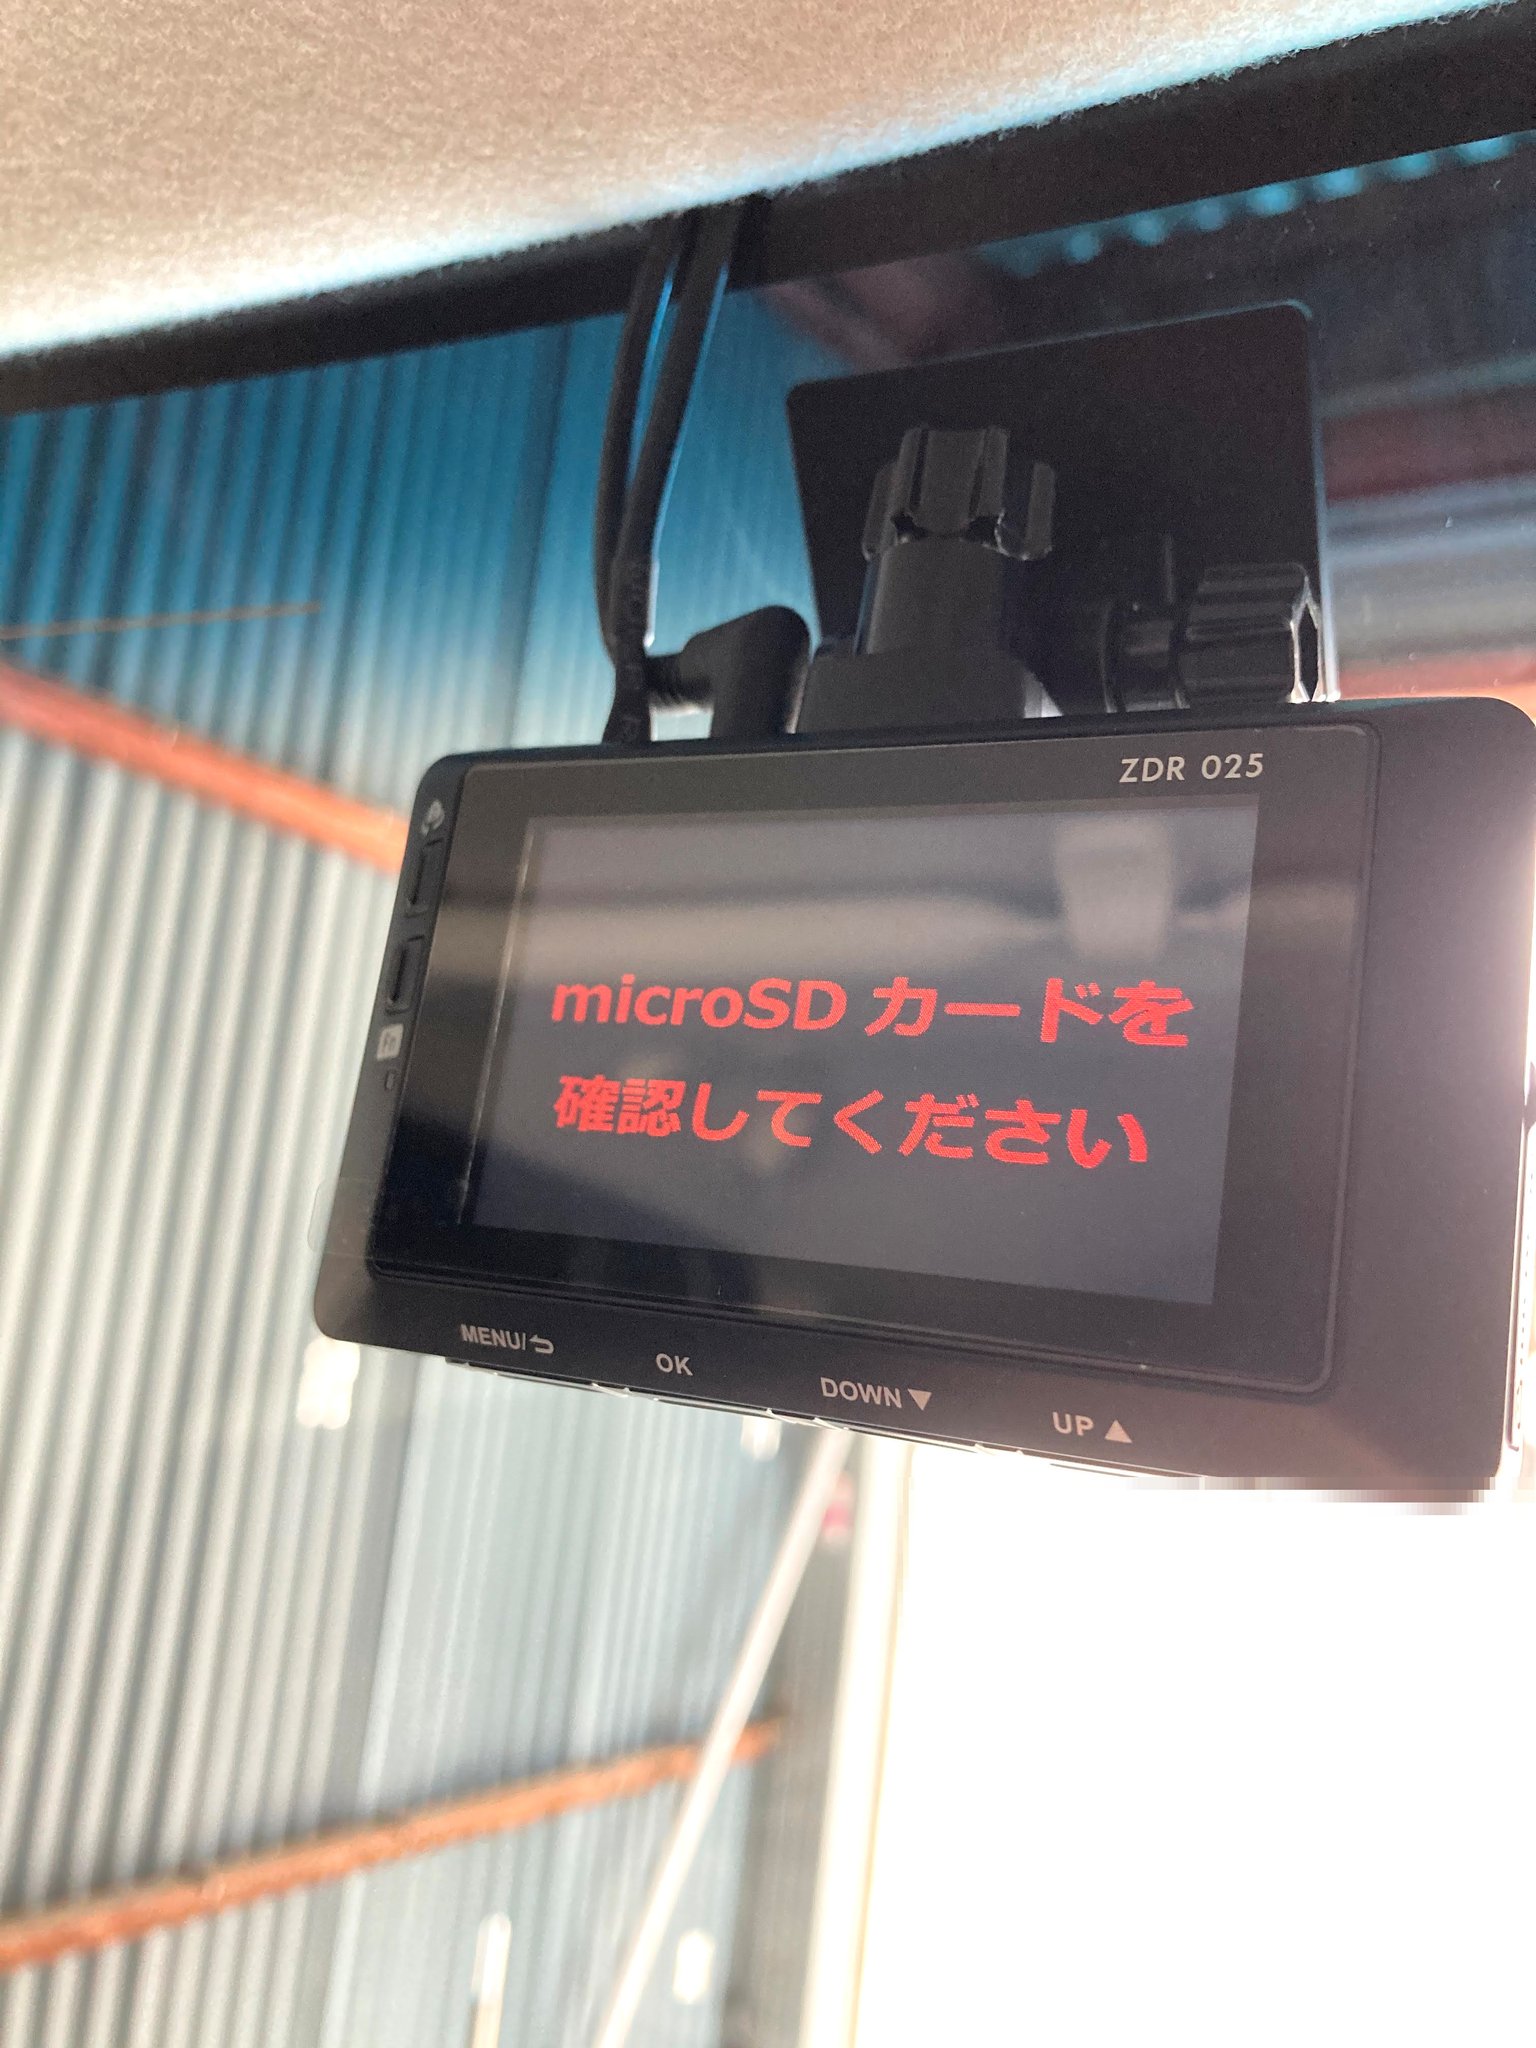 ZDR 025
microSD カードを
確認してください
Fn
MENU/
OK
DOWN ▼
UP ▲